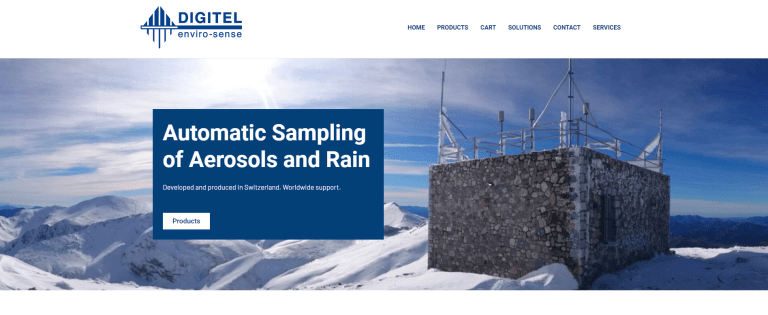 DIGITEL
enviro-sense
HOME PRODUCTS CART SOLUTIONS CONTACT SERVICES
Automatic Sampling
of Aerosols and Rain
Developed and produced in Switzerland. Worldwide support.
Products